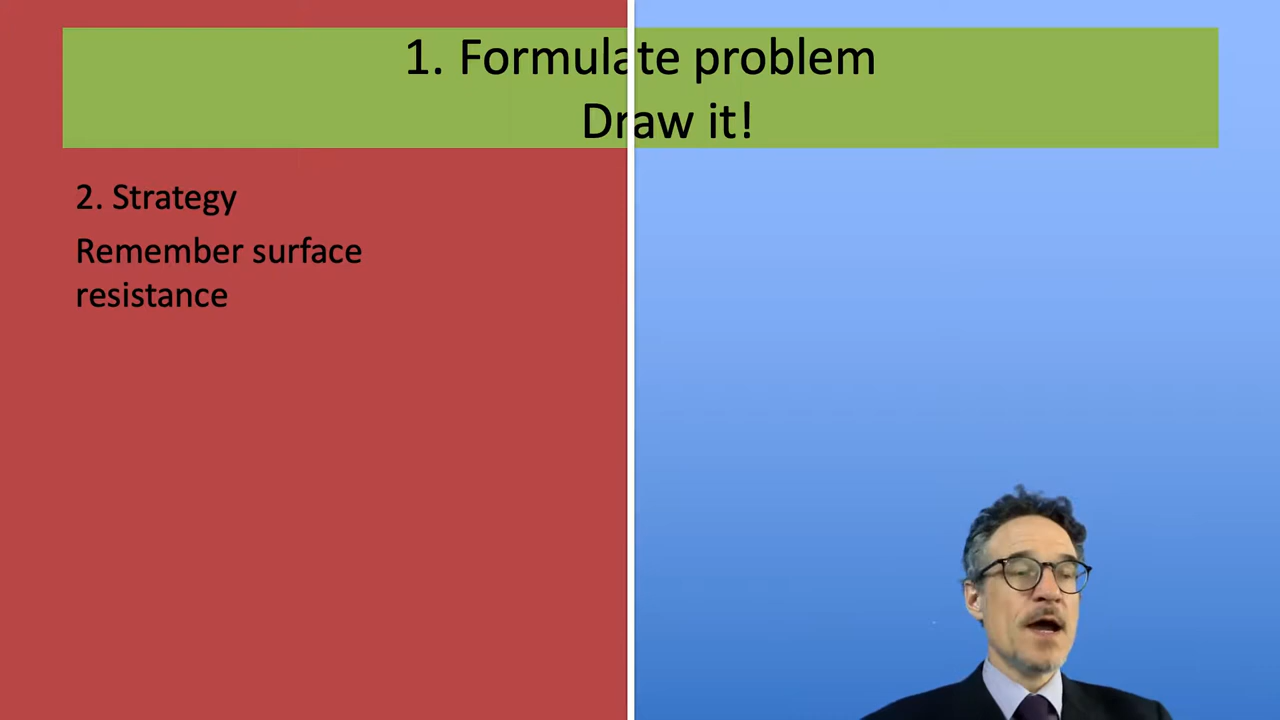 1. Formulate problem
Draw it!
2. Strategy
Remember surface
resistance